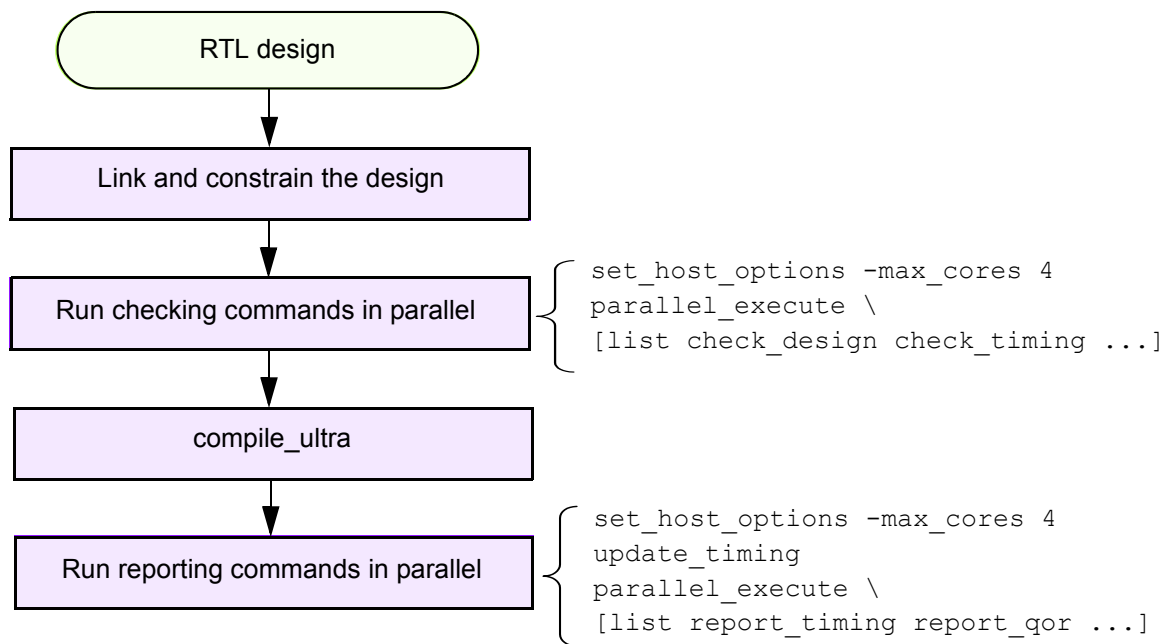 RTL design
Link and constrain the design
Run checking commands in parallel
set_host_options -max_cores 4
parallel_execute \
[list check_design check_timing ...]
compile_ultra
Run reporting commands in parallel
set_host_options -max_cores 4
update_timing
parallel_execute \
[list report_timing report_qor ...]